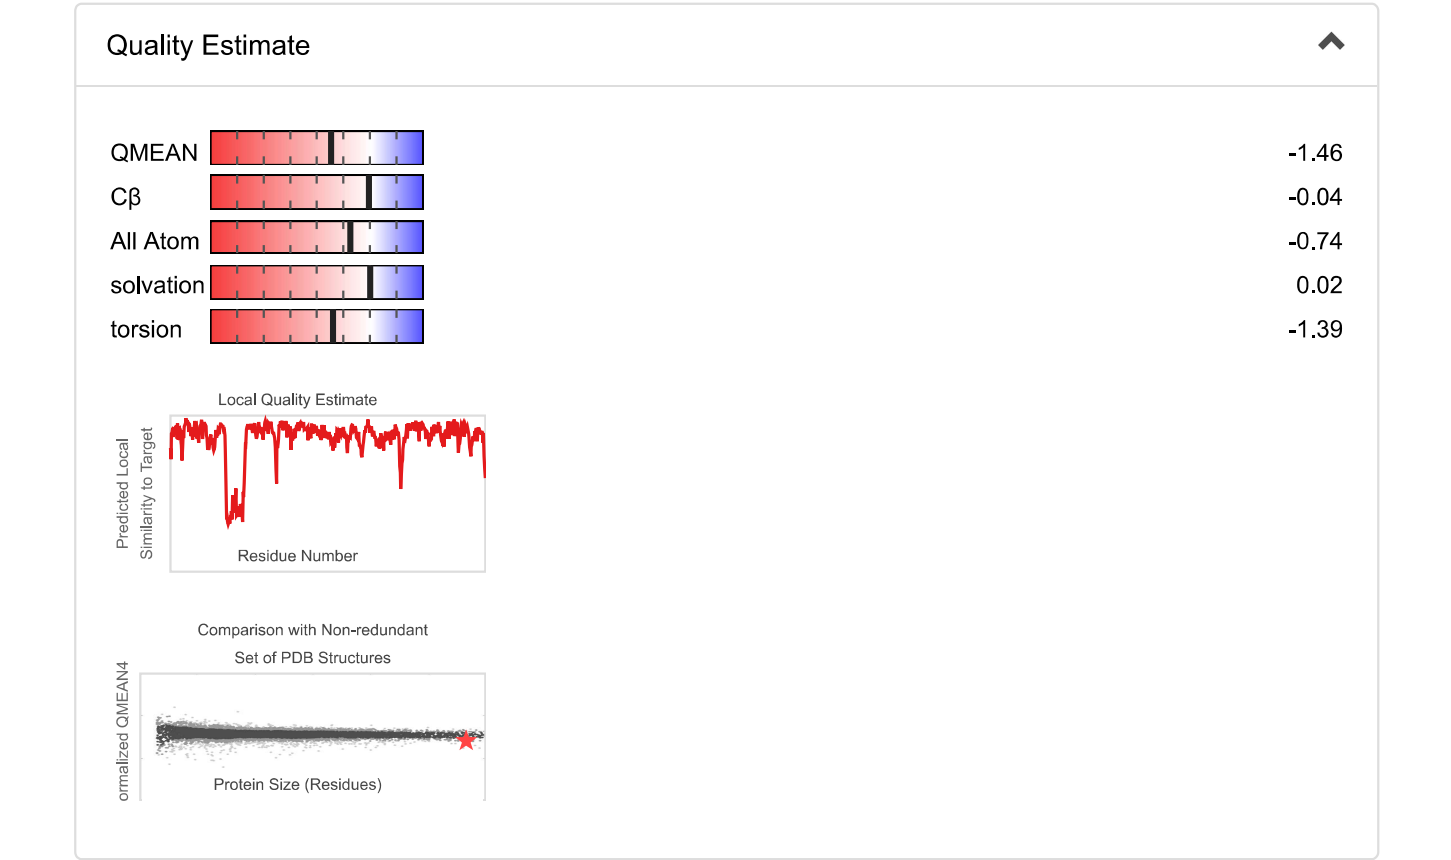 Quality Estimate
QMEAN -1.46
Cβ -0.04
All Atom -0.74
solvation 0.02
torsion -1.39
Local Quality Estimate
Predicted Local
Similarity to Target
Residue Number
Comparison with Non-redundant
Set of PDB Structures
ormalized QMEAN4
Protein Size (Residues)